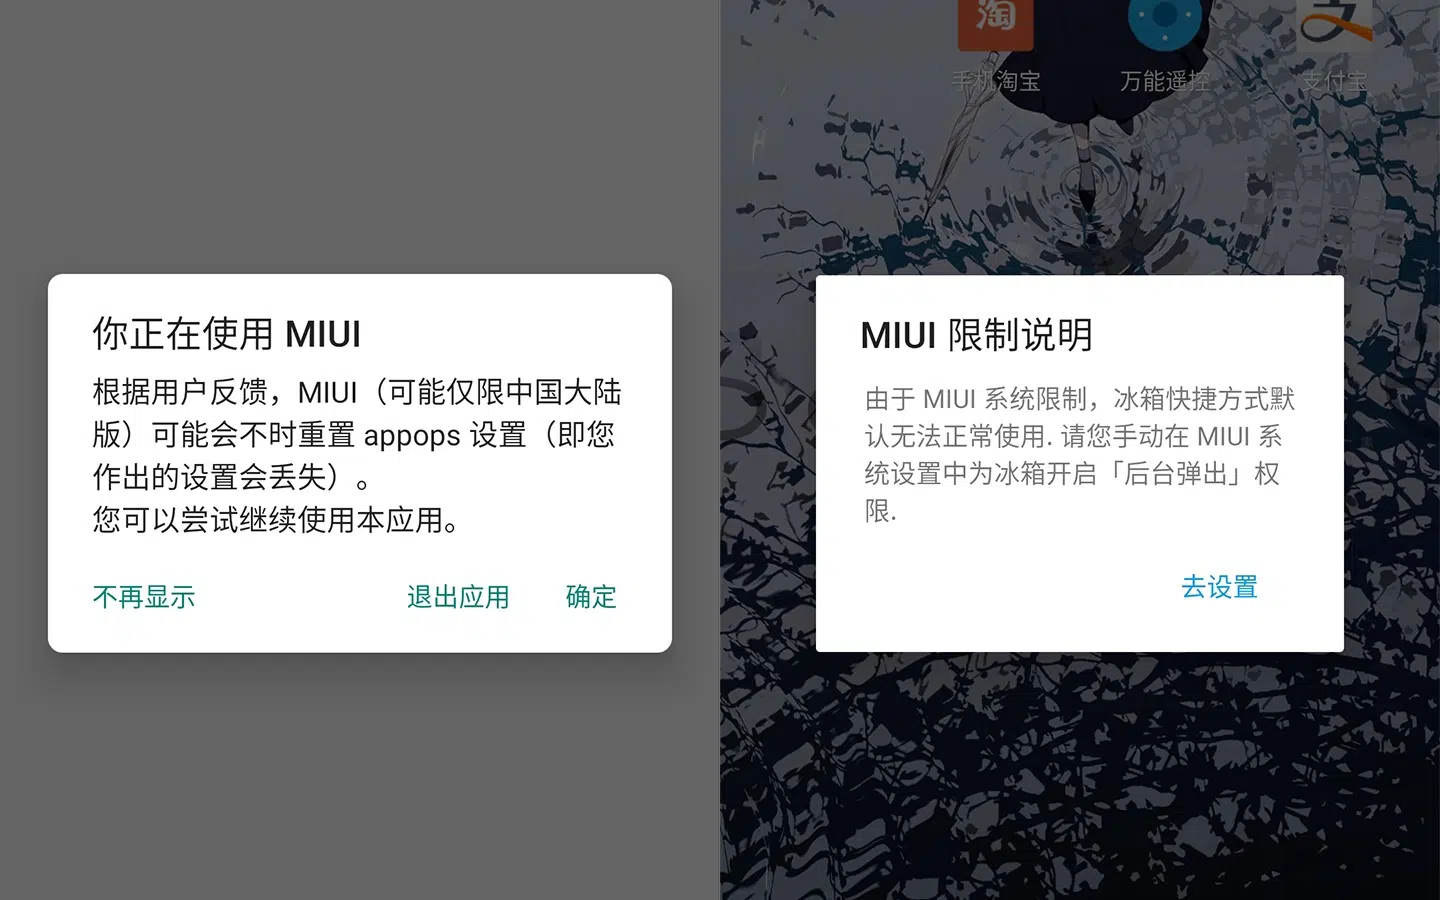 你正在使用 MIUI
根据用户反馈，MIUI（可能仅限中国大陆
版）可能会不时重置 appops 设置（即您
作出的设置会丢失）。
您可以尝试继续使用本应用。
不再显示
退出应用
确定
淘
支
手机淘宝
万能遥控
支付宝
MIUI 限制说明
由于 MIUI 系统限制，冰箱快捷方式默
认无法正常使用. 请您手动在 MIUI 系
统设置中为冰箱开启「后台弹出」权
限.
去设置